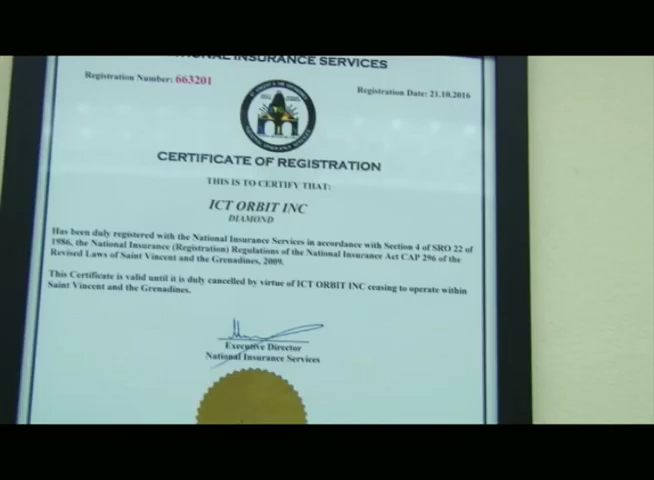 NATIONAL INSURANCE SERVICES
Registration Number: 663201
Registration Date: 21.10.2016
CERTIFICATE OF REGISTRATION
THIS IS TO CERTIFY THAT:
ICT ORBIT INC
DIAMOND
Has been duly registered with the National Insurance Services in accordance with Section 4 of SRO 22 of
1986, the National Insurance (Registration) Regulations of the National Insurance Act CAP 296 of the
Revised Laws of Saint Vincent and the Grenadines, 2009.
This Certificate is valid until it is duly cancelled by virtue of ICT ORBIT INC ceasing to operate within
Saint Vincent and the Grenadines.
Executive Director
National Insurance Services